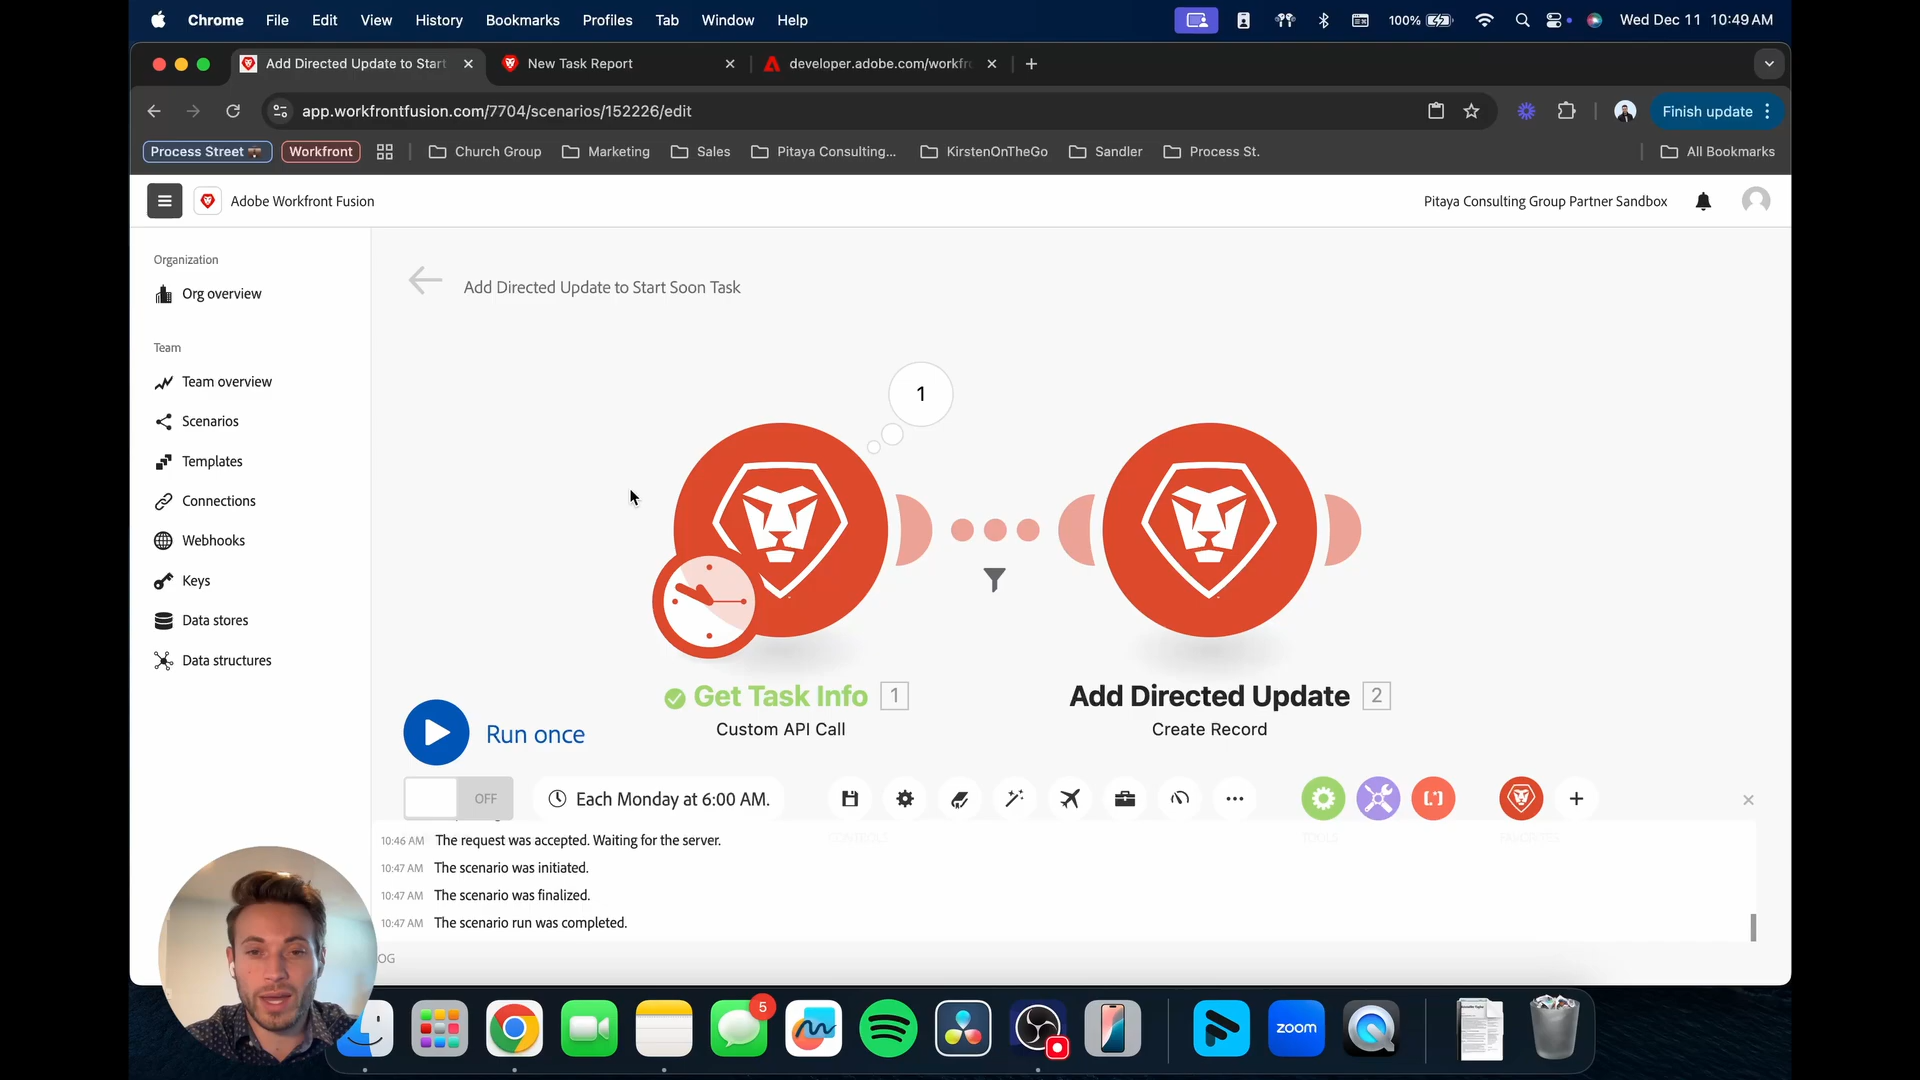 Chrome File Edit View History Bookmarks Profiles Tab Window Help 100% Wed Dec 11 10:49 AM
Add Directed Update to Start New Task Report developer.adobe.com/workfr
app.workfrontfusion.com/7704/scenarios/152226/edit Finish update
Process Street Workfront Church Group Marketing Sales Pitaya Consulting... KirstenOnTheGo Sandler Process St. All Bookmarks
Adobe Workfront Fusion Pitaya Consulting Group Partner Sandbox
Organization
Org overview
Team
Team overview
Scenarios
Templates
Connections
Webhooks
Keys
Data stores
Data structures
Add Directed Update to Start Soon Task
1
Get Task Info 1
Custom API Call
Add Directed Update 2
Create Record
Run once
OFF Each Monday at 6:00 AM.
CONTROLS TOOLS FAVORITES
10:46 AM The request was accepted. Waiting for the server.
10:47 AM The scenario was initiated.
10:47 AM The scenario was finalized.
10:47 AM The scenario run was completed.
OG
5
zoom